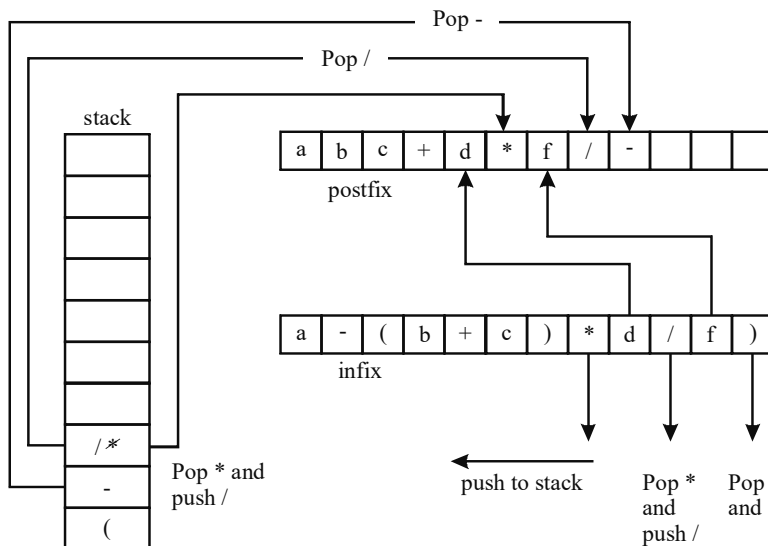 Pop -
Pop /
stack
a b c + d * f / -
postfix
a - ( b + c ) * d / f )
infix
/ *
-
(
Pop * and
push /
push to stack
Pop *
and
push /
Pop
and